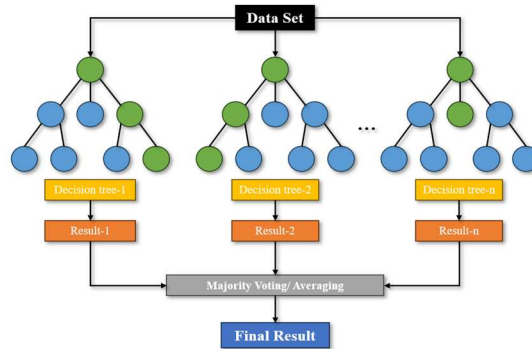 Data Set
...
Decision tree-1
Decision tree-2
Decision tree-n
Result-1
Result-2
Result-n
Majority Voting/ Averaging
Final Result